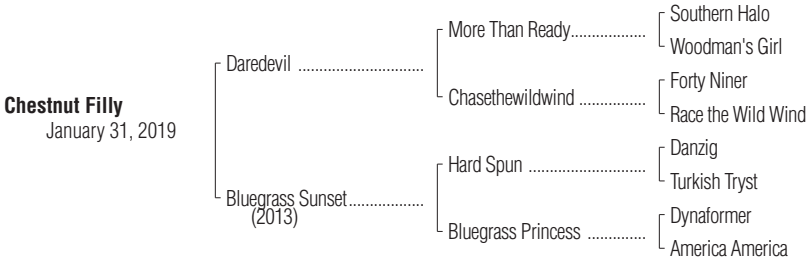 Southern Halo
More Than Ready..................
Woodman's Girl
Daredevil ..............................
Forty Niner
Chasethewildwind ................
Race the Wild Wind
Chestnut Filly
January 31, 2019
Danzig
Hard Spun ............................
Turkish Tryst
Bluegrass Sunset..................
(2013)
Dynaformer
Bluegrass Princess ..............
America America